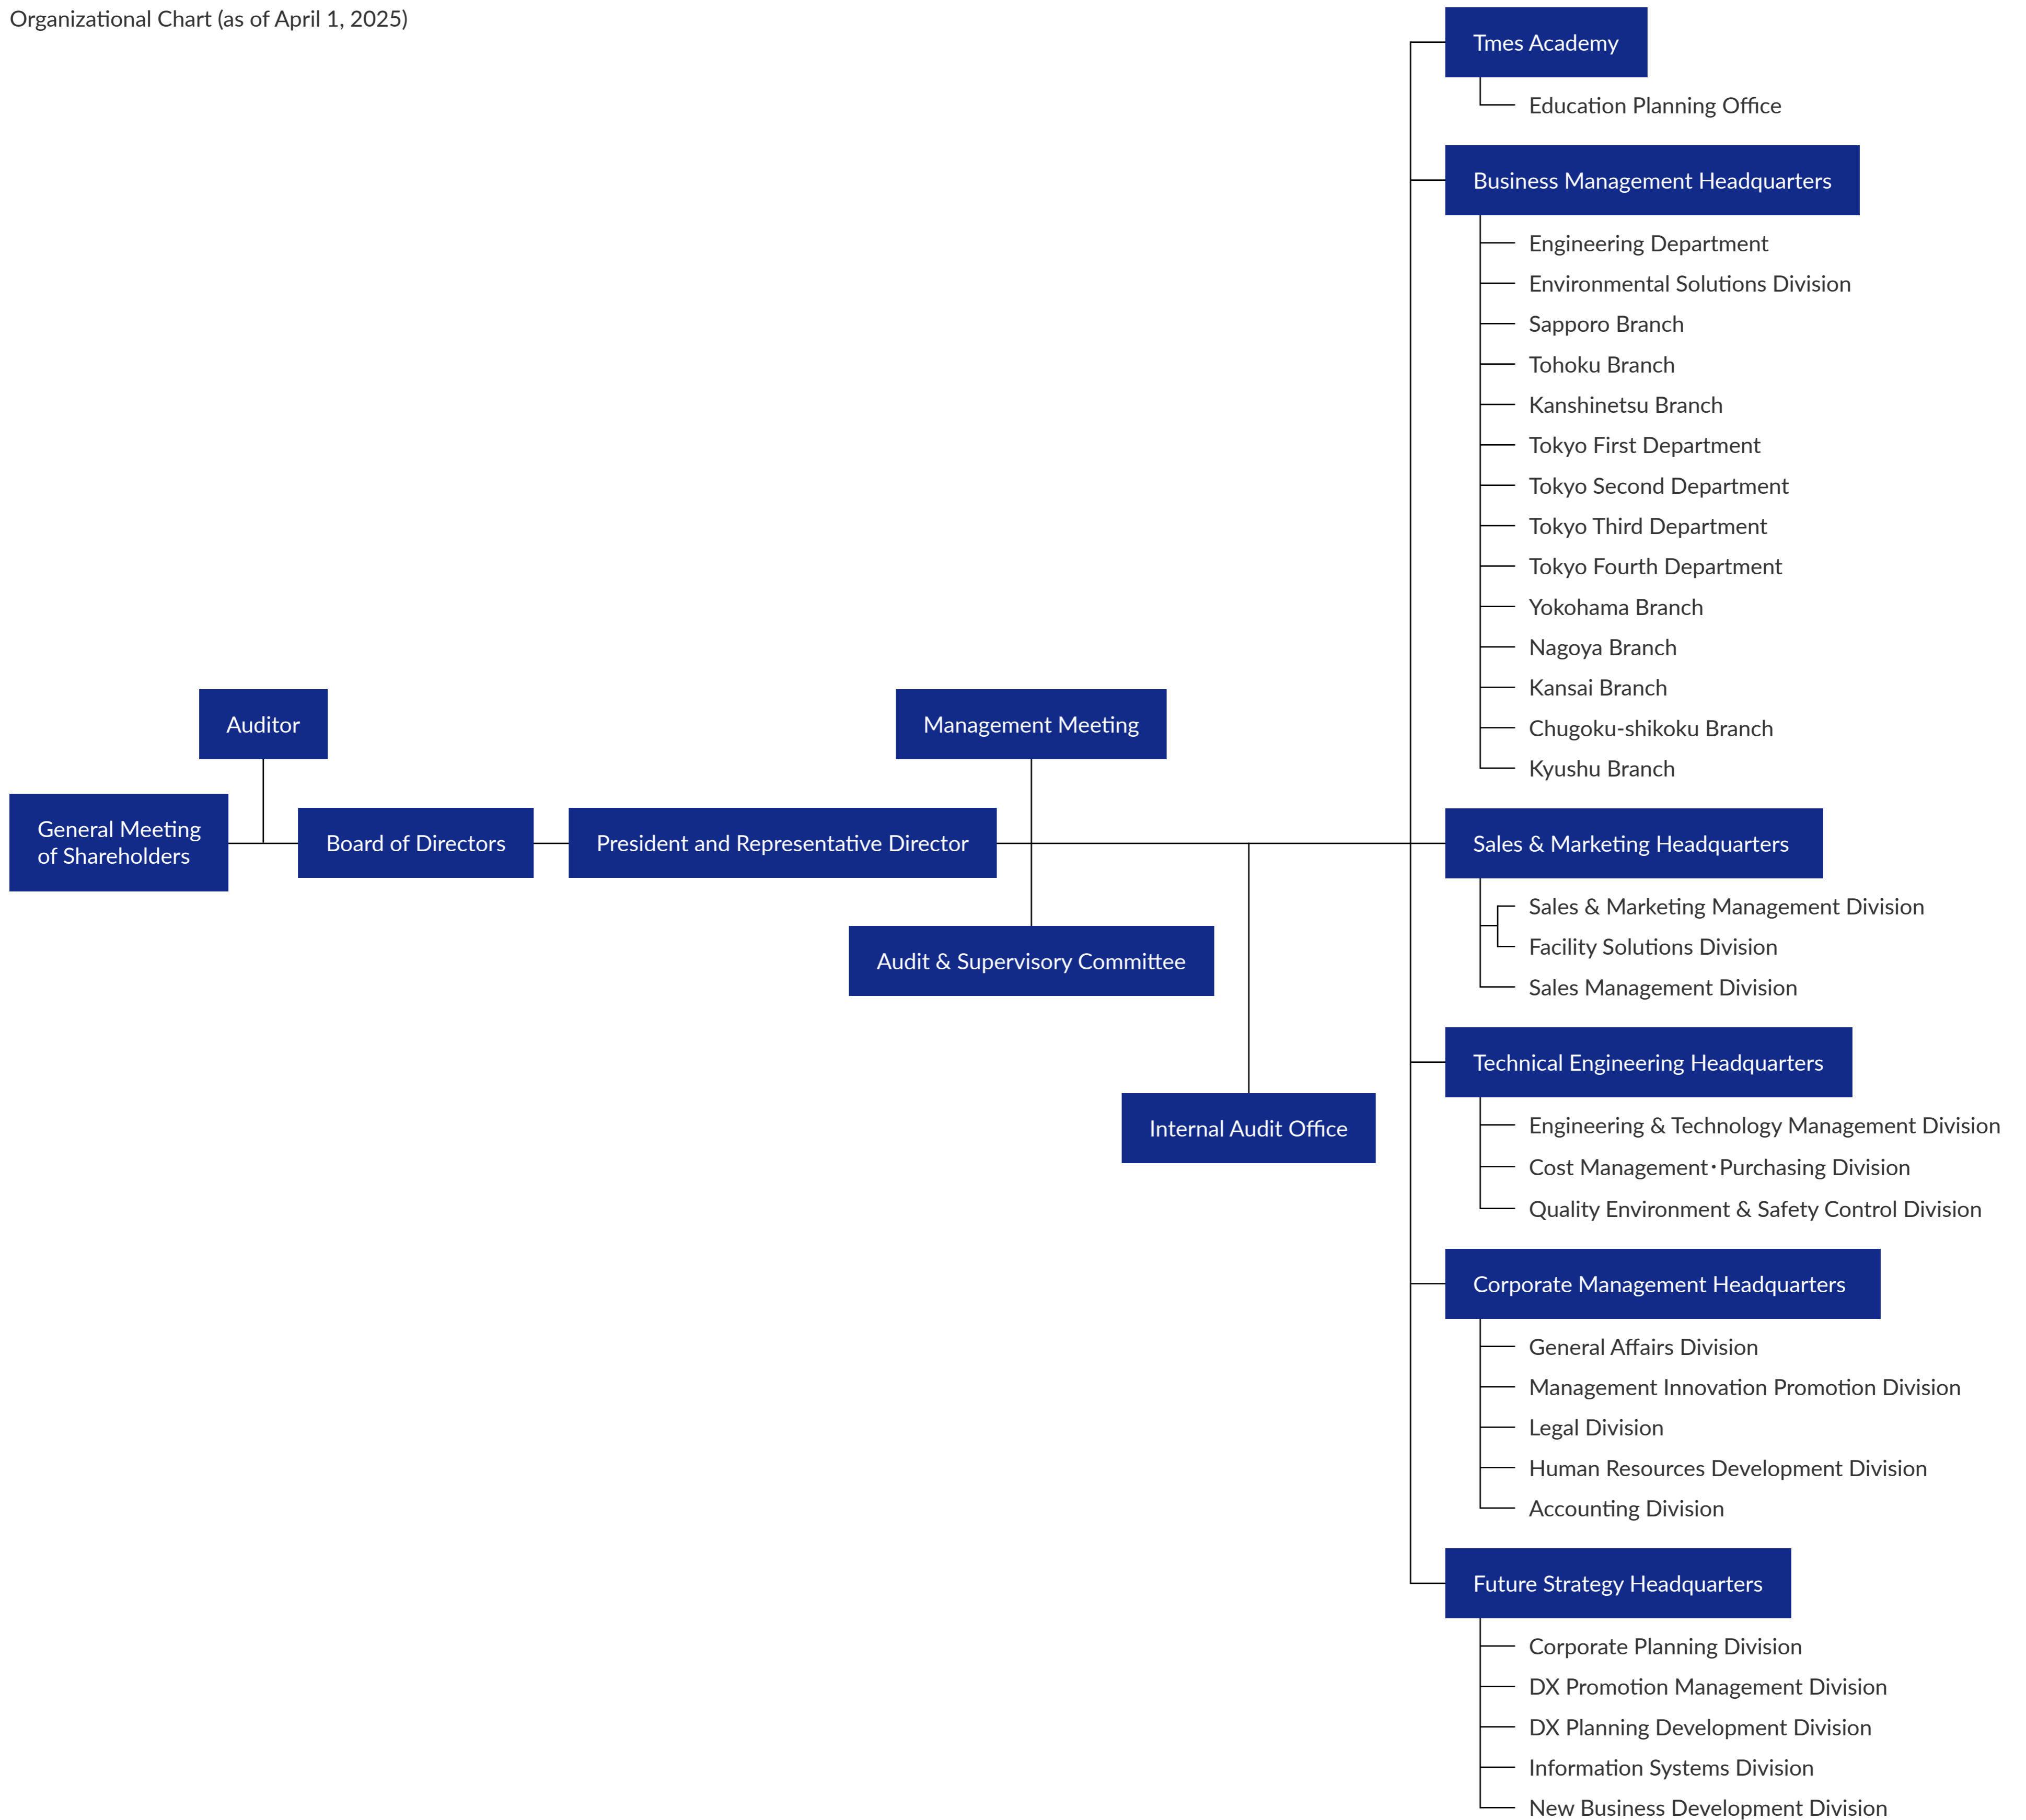 Organizational Chart (as of April 1, 2025)
Auditor
General Meeting
of Shareholders
Board of Directors
President and Representative Director
Management Meeting
Audit & Supervisory Committee
Internal Audit Office
Tmes Academy
Education Planning Office
Business Management Headquarters
Engineering Department
Environmental Solutions Division
Sapporo Branch
Tohoku Branch
Kanshinetsu Branch
Tokyo First Department
Tokyo Second Department
Tokyo Third Department
Tokyo Fourth Department
Yokohama Branch
Nagoya Branch
Kansai Branch
Chugoku-shikoku Branch
Kyushu Branch
Sales & Marketing Headquarters
Sales & Marketing Management Division
Facility Solutions Division
Sales Management Division
Technical Engineering Headquarters
Engineering & Technology Management Division
Cost Management・Purchasing Division
Quality Environment & Safety Control Division
Corporate Management Headquarters
General Affairs Division
Management Innovation Promotion Division
Legal Division
Human Resources Development Division
Accounting Division
Future Strategy Headquarters
Corporate Planning Division
DX Promotion Management Division
DX Planning Development Division
Information Systems Division
New Business Development Division